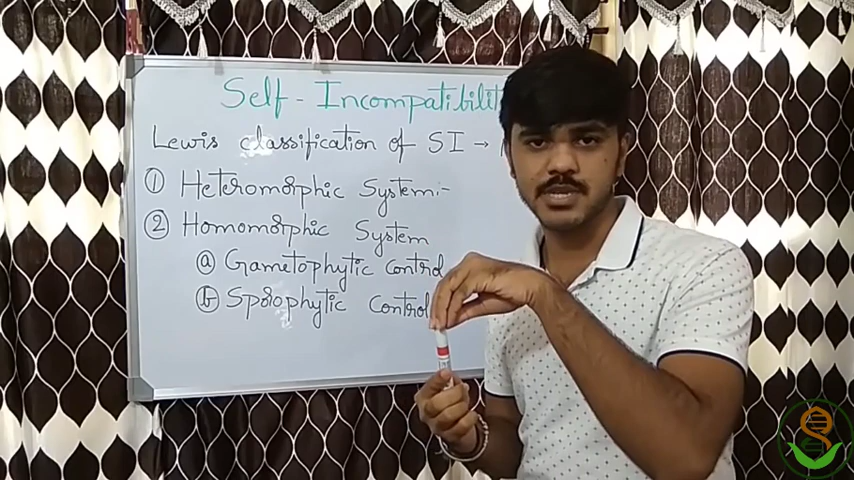 Self - Incompatibilit
Lewis classification of SI →
① Heteromorphic System:-
② Homomorphic System
ⓐ Gametophytic Control
ⓑ Sporophytic Control